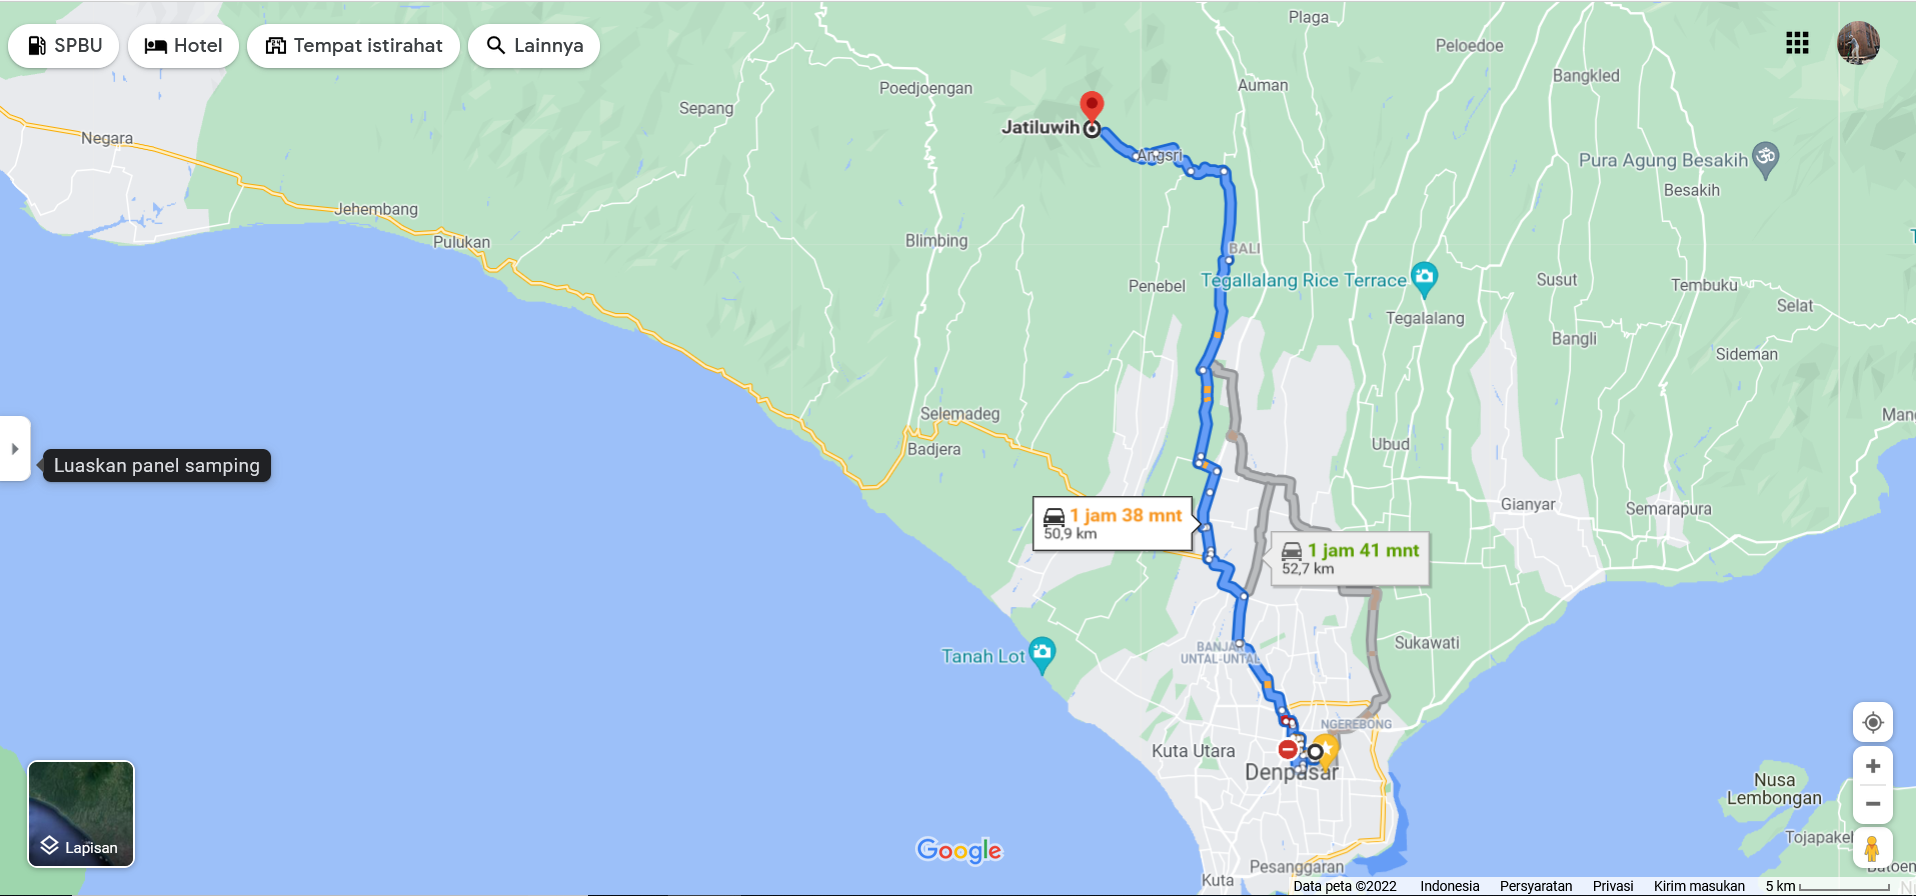 SPBU
Hotel
Tempat istirahat
Lainnya
Plaga
Peloedoe
Bangkled
Poedjoengan
Auman
Sepang
Negara
Jatiluwih
Angsri
Pura Agung Besakih
Besakih
Jehembang
Pulukan
Blimbing
BALI
Penebel
Tegallalang Rice Terrace
Susut
Tembuku
Selat
Tegalalang
Bangli
Sideman
Selemadeg
Badjera
Ubud
Luaskan panel samping
Gianyar
Semarapura
1 jam 38 mnt
50,9 km
1 jam 41 mnt
52,7 km
Sukawati
BANJAR
UNTAL-UNTAL
Tanah Lot
NGEREBONG
Kuta Utara
Denpasar
Nusa
Lembongan
Lapisan
Google
Pesanggaran
Kuta
Data peta ©2022
Indonesia
Persyaratan
Privasi
Kirim masukan
5 km